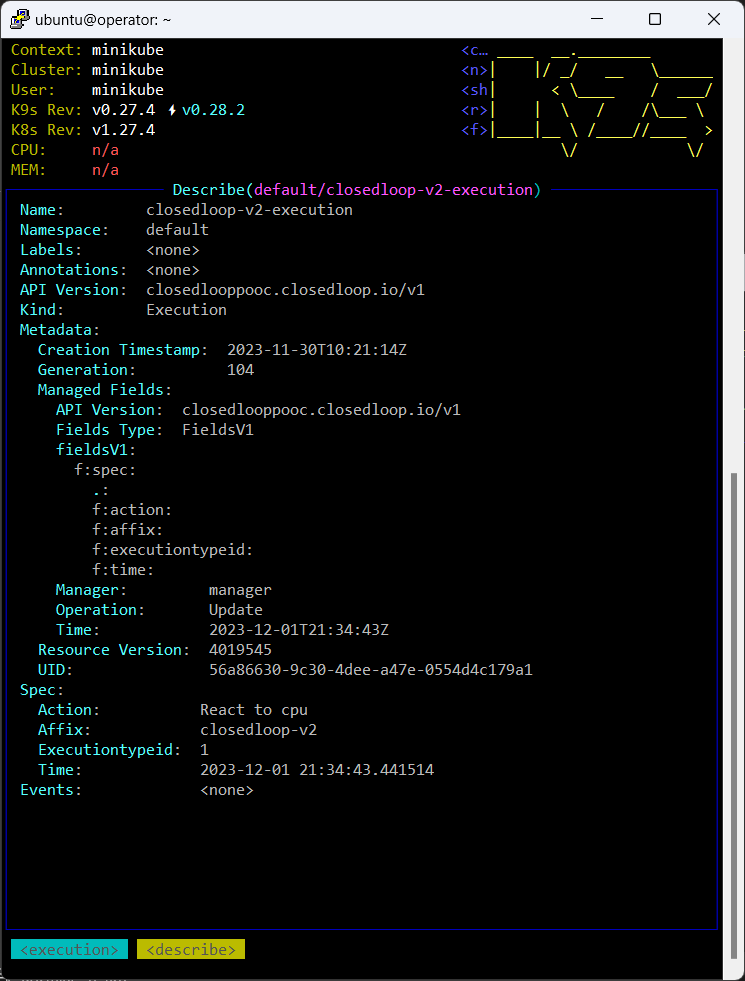 ubuntu@operator: ~
Context: minikube <c…
Cluster: minikube <n>
User: minikube <sh
K9s Rev: v0.27.4 ⚡v0.28.2 <r>
K8s Rev: v1.27.4 <f>
CPU: n/a
MEM: n/a
Describe(default/closedloop-v2-execution)
Name: closedloop-v2-execution
Namespace: default
Labels: <none>
Annotations: <none>
API Version: closedlooppooc.closedloop.io/v1
Kind: Execution
Metadata:
Creation Timestamp: 2023-11-30T10:21:14Z
Generation: 104
Managed Fields:
API Version: closedlooppooc.closedloop.io/v1
Fields Type: FieldsV1
fieldsV1:
f:spec:
.:
f:action:
f:affix:
f:executiontypeid:
f:time:
Manager: manager
Operation: Update
Time: 2023-12-01T21:34:43Z
Resource Version: 4019545
UID: 56a86630-9c30-4dee-a47e-0554d4c179a1
Spec:
Action: React to cpu
Affix: closedloop-v2
Executiontypeid: 1
Time: 2023-12-01 21:34:43.441514
Events: <none>
<execution> <describe>